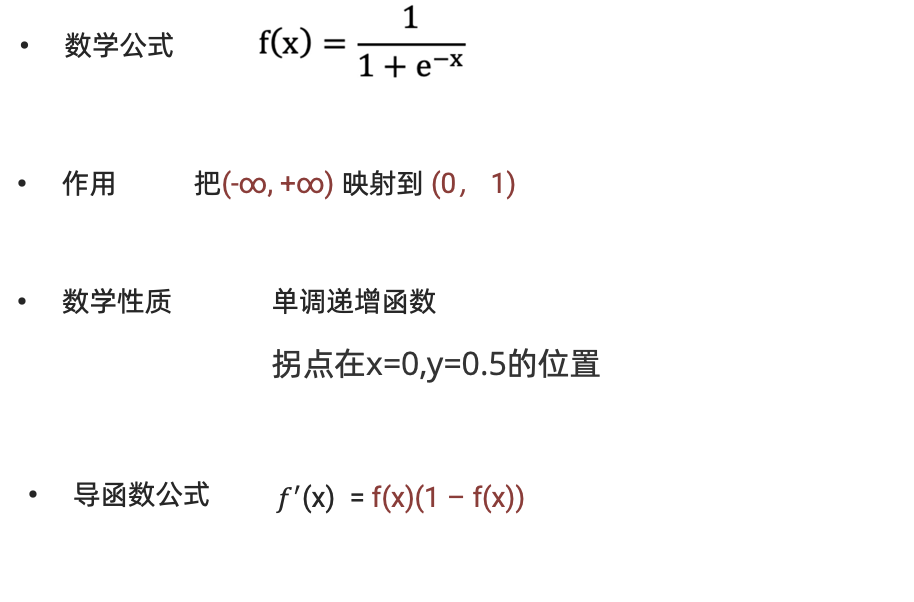 • 数学公式 f(x) = 1 / (1 + e^−x)
• 作用 把(-∞, +∞) 映射到 (0， 1)
• 数学性质 单调递增函数
拐点在x=0,y=0.5的位置
• 导函数公式 f ′(x) = f(x)(1 – f(x))